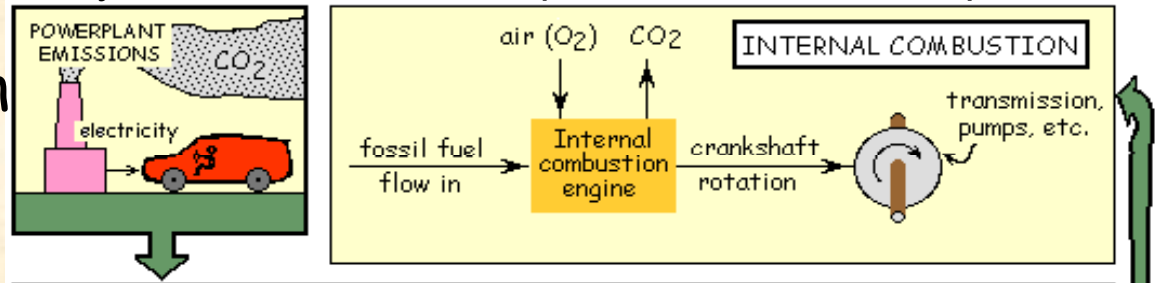 POWERPLANT
EMISSIONS
CO2
electricity
air (O2) CO2
INTERNAL COMBUSTION
fossil fuel
flow in
Internal
combustion
engine
crankshaft
rotation
transmission,
pumps, etc.